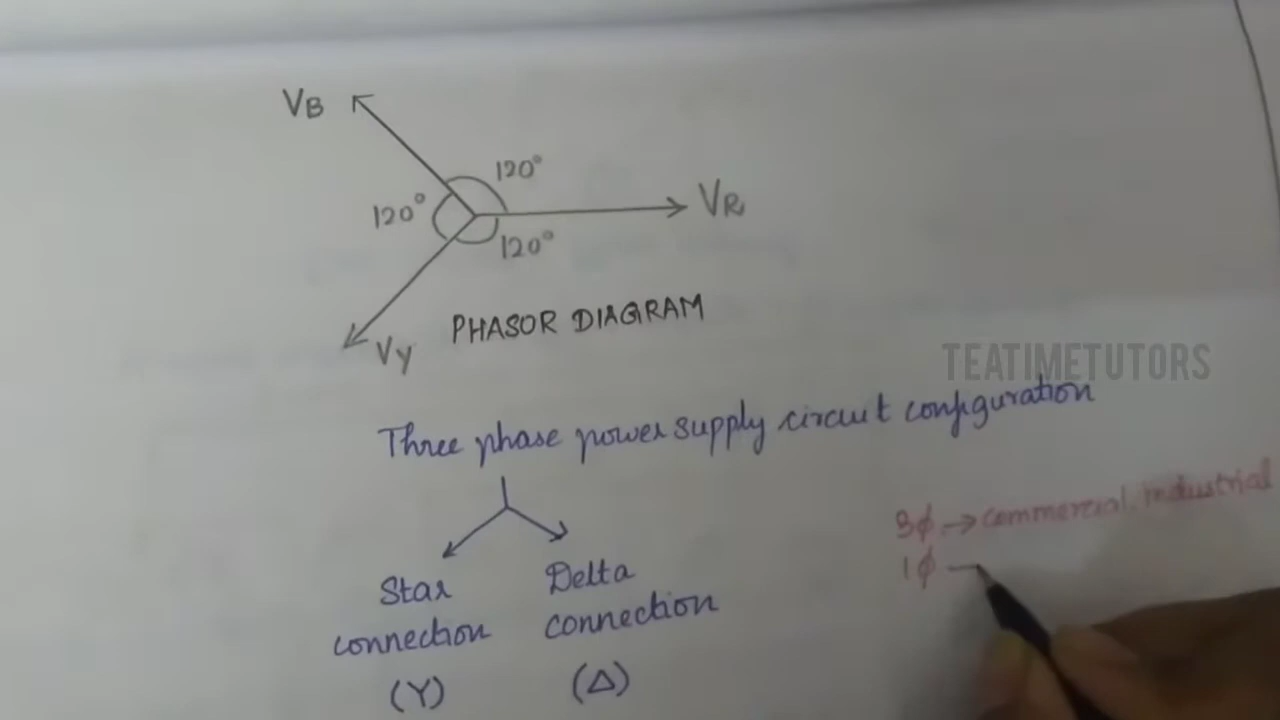 VB
120°
120°
VR
120°
PHASOR DIAGRAM
VY
TEATIMETUTORS
Three phase power supply circuit configuration
3ϕ → commercial, industrial
1ϕ —
Star Delta
connection connection
(Y) (Δ)